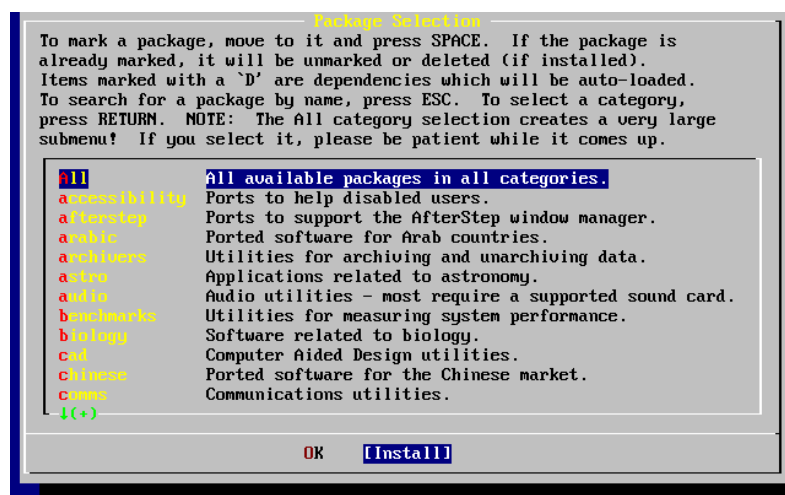 Package Selection
To mark a package, move to it and press SPACE.  If the package is
already marked, it will be unmarked or deleted (if installed).
Items marked with a `D' are dependencies which will be auto-loaded.
To search for a package by name, press ESC.  To select a category,
press RETURN.  NOTE:  The All category selection creates a very large
submenu!  If you select it, please be patient while it comes up.
All All available packages in all categories.
accessibility Ports to help disabled users.
afterstep Ports to support the AfterStep window manager.
arabic Ported software for Arab countries.
archivers Utilities for archiving and unarchiving data.
astro Applications related to astronomy.
audio Audio utilities - most require a supported sound card.
benchmarks Utilities for measuring system performance.
biology Software related to biology.
cad Computer Aided Design utilities.
chinese Ported software for the Chinese market.
comms Communications utilities.
↓(+)
OK [Install]